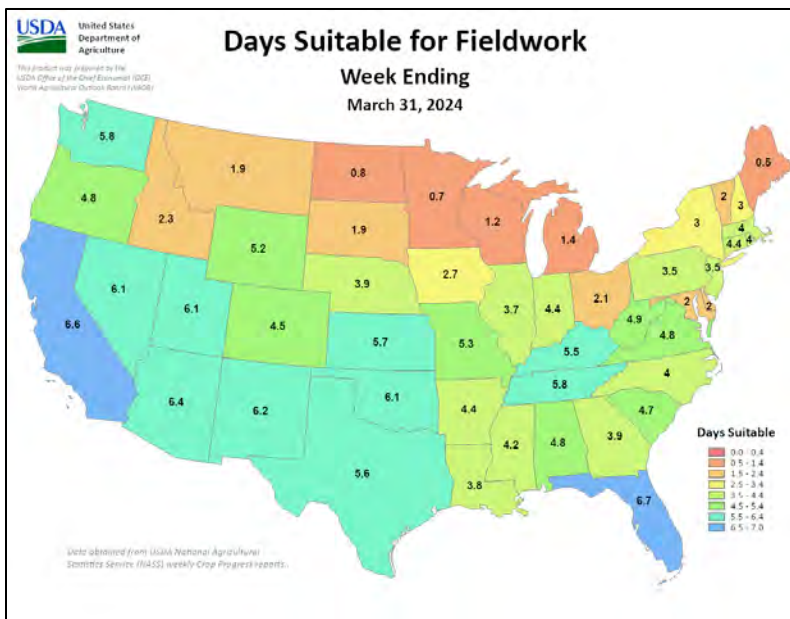 USDA
United States
Department of
Agriculture
This product was prepared by the
USDA Office of the Chief Economist (OCE)
World Agricultural Outlook Board (WAOB)
Days Suitable for Fieldwork
Week Ending
March 31, 2024
5.8
1.9
0.8
0.7
0.5
4.8
2.3
1.9
1.2
1.4
2
3
3
4
4.4
4
5.2
3.9
2.7
3.5
3.5
6.1
6.1
4.5
3.7
4.4
2.1
2
2
6.6
5.7
5.3
4.9
4.8
5.5
6.4
6.2
6.1
4.4
5.8
4
4.7
5.6
3.8
4.2
4.8
3.9
6.7
Days Suitable
0.0 - 0.4
0.5 - 1.4
1.5 - 2.4
2.5 - 3.4
3.5 - 4.4
4.5 - 5.4
5.5 - 6.4
6.5 - 7.0
Data obtained from USDA National Agricultural
Statistics Service (NASS) weekly Crop Progress reports.